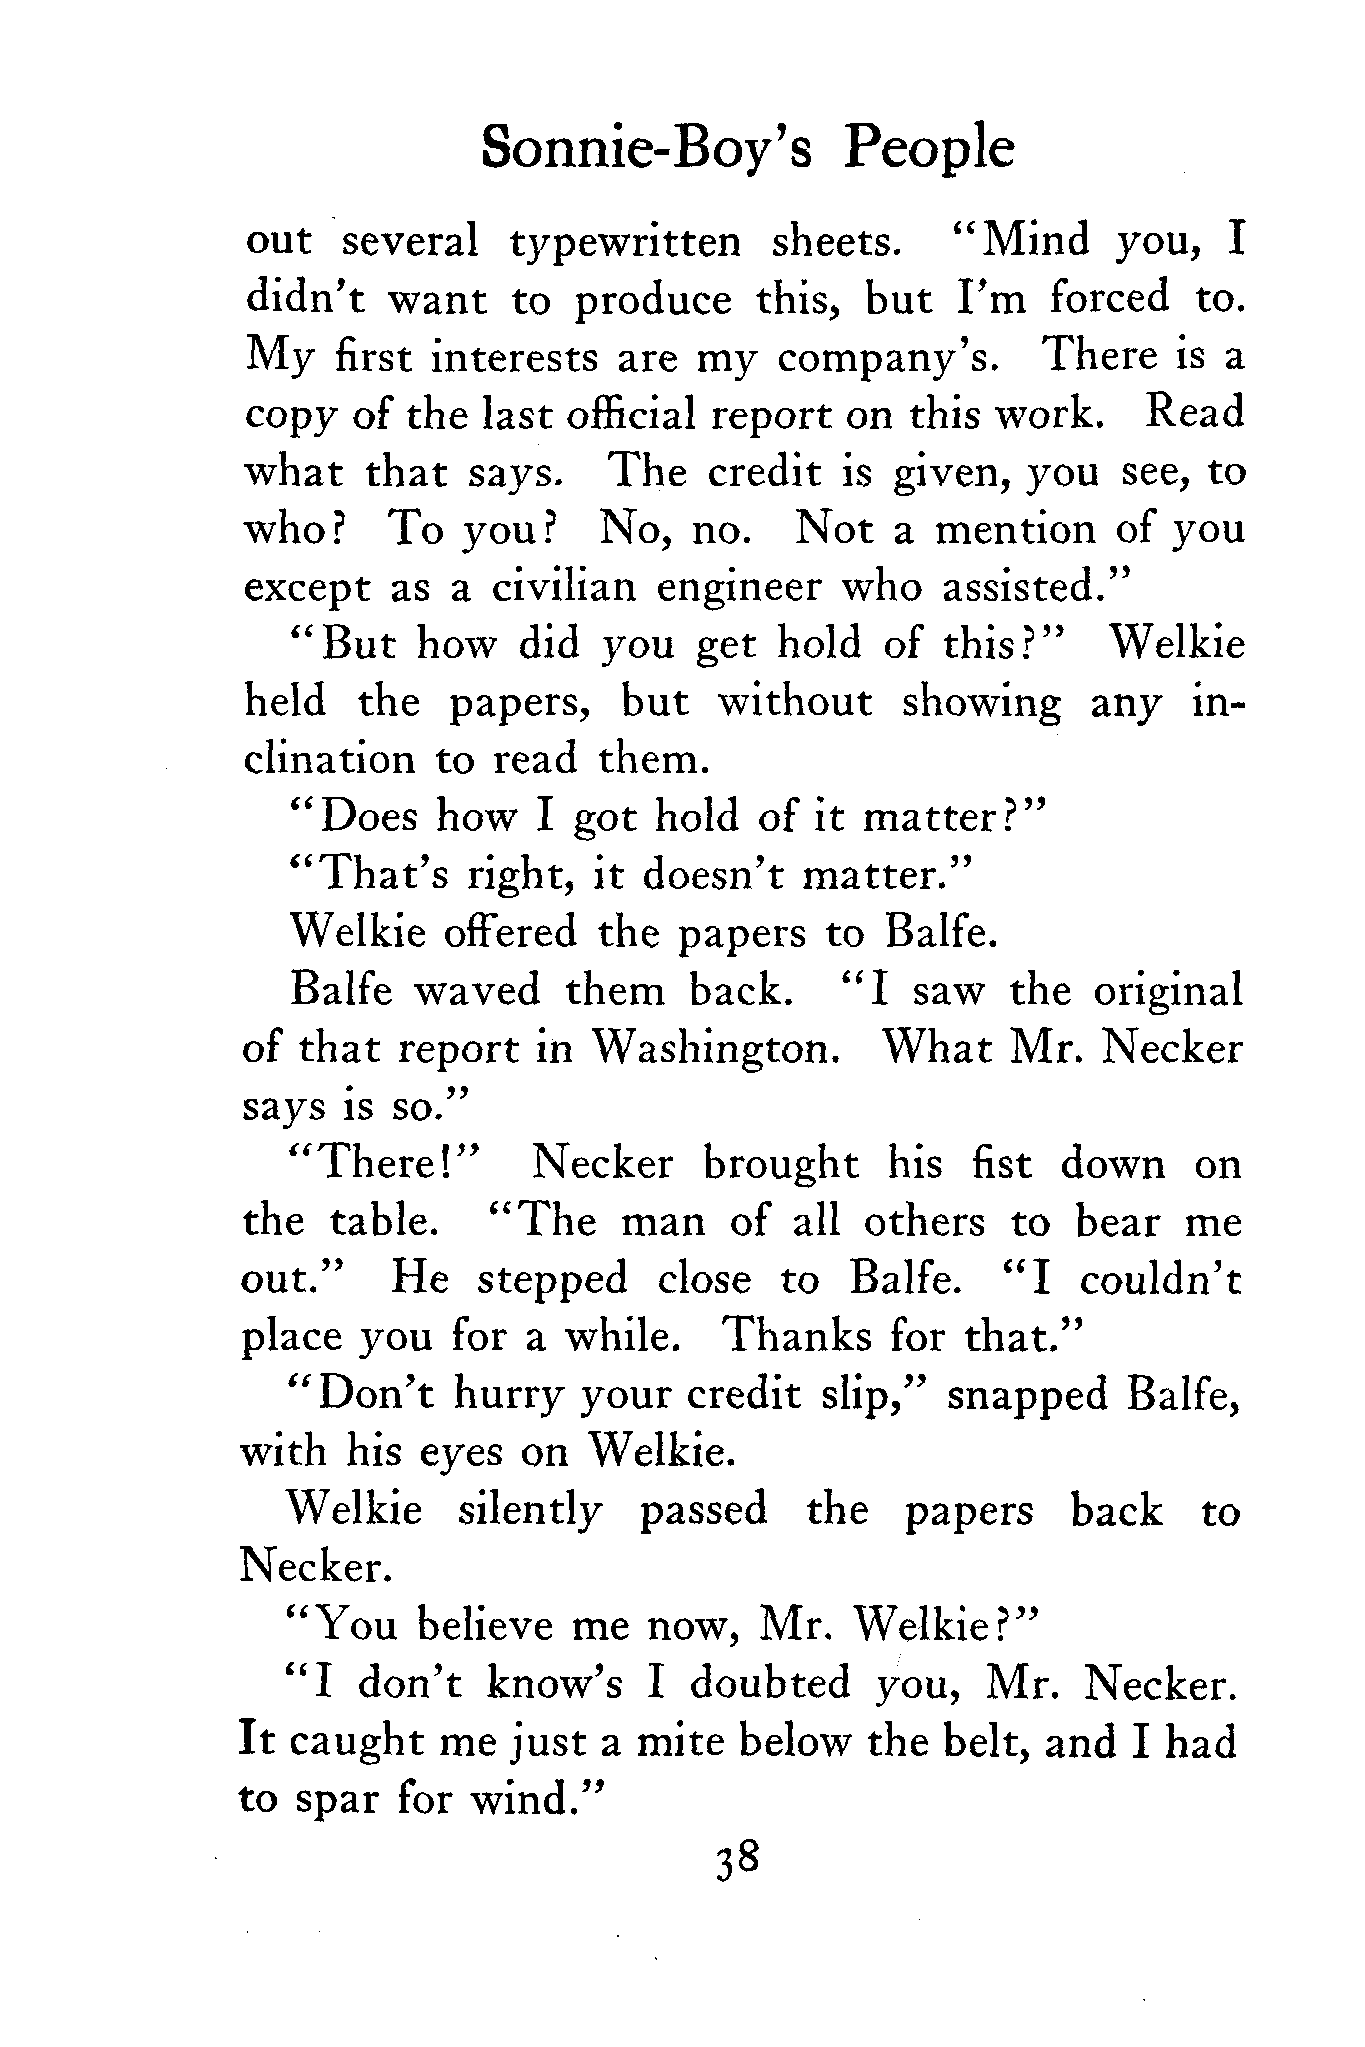 Sonnie-Boy's People
out several typewritten sheets. "Mind you, I
didn't want to produce this, but I'm forced to.
My first interests are my company's. There is a
copy of the last official report on this work. Read
what that says. The credit is given, you see, to
who? To you? No, no. Not a mention of you
except as a civilian engineer who assisted."
"But how did you get hold of this?" Welkie
held the papers, but without showing any in-
clination to read them.
"Does how I got hold of it matter?"
"That's right, it doesn't matter."
Welkie offered the papers to Balfe.
Balfe waved them back. "I saw the original
of that report in Washington. What Mr. Necker
says is so."
"There!" Necker brought his fist down on
the table. "The man of all others to bear me
out." He stepped close to Balfe. "I couldn't
place you for a while. Thanks for that."
"Don't hurry your credit slip," snapped Balfe,
with his eyes on Welkie.
Welkie silently passed the papers back to
Necker.
"You believe me now, Mr. Welkie?"
"I don't know's I doubted you, Mr. Necker.
It caught me just a mite below the belt, and I had
to spar for wind."
38